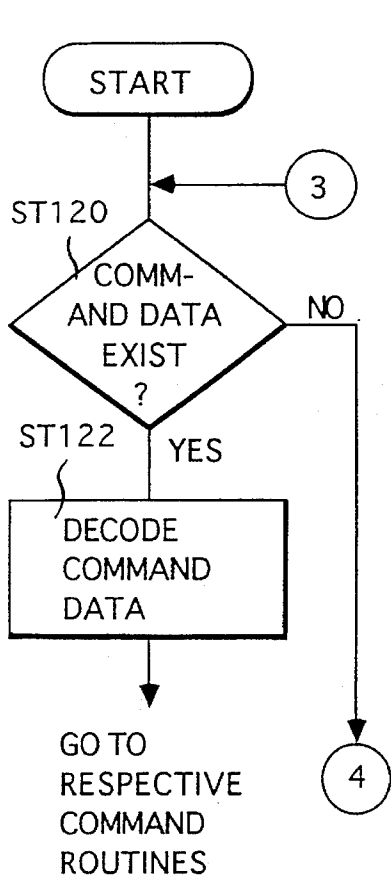 START
3
ST120
COMM-
AND DATA
EXIST
?
NO
ST122
YES
DECODE
COMMAND
DATA
GO TO
RESPECTIVE
COMMAND
ROUTINES
4